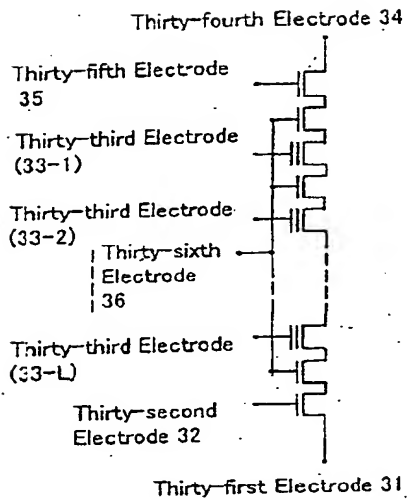 Thirty-fourth Electrode 34
Thirty-fifth Electrode
35
Thirty-third Electrode
(33-1)
Thirty-third Electrode
(33-2)
Thirty-sixth
Electrode
36
Thirty-third Electrode
(33-L)
Thirty-second
Electrode 32
Thirty-first Electrode 31